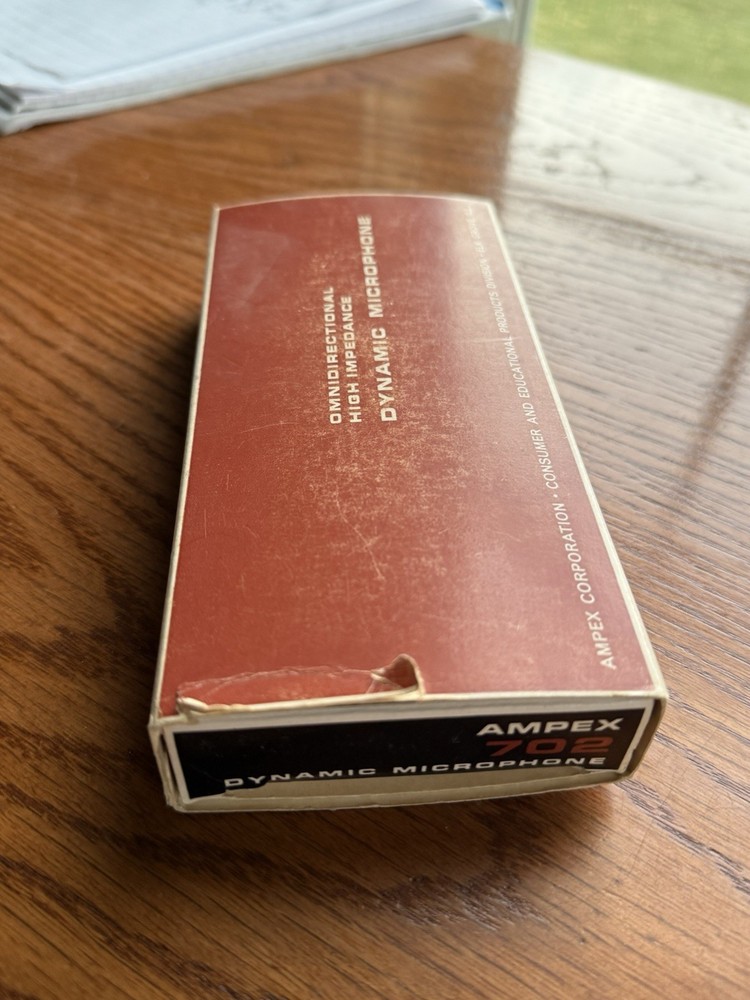 OMNIDIRECTIONAL
HIGH IMPEDANCE
DYNAMIC MICROPHONE
AMPEX CORPORATION • CONSUMER AND EDUCATIONAL PRODUCTS DIVISION
AMPEX
702
DYNAMIC MICROPHONE